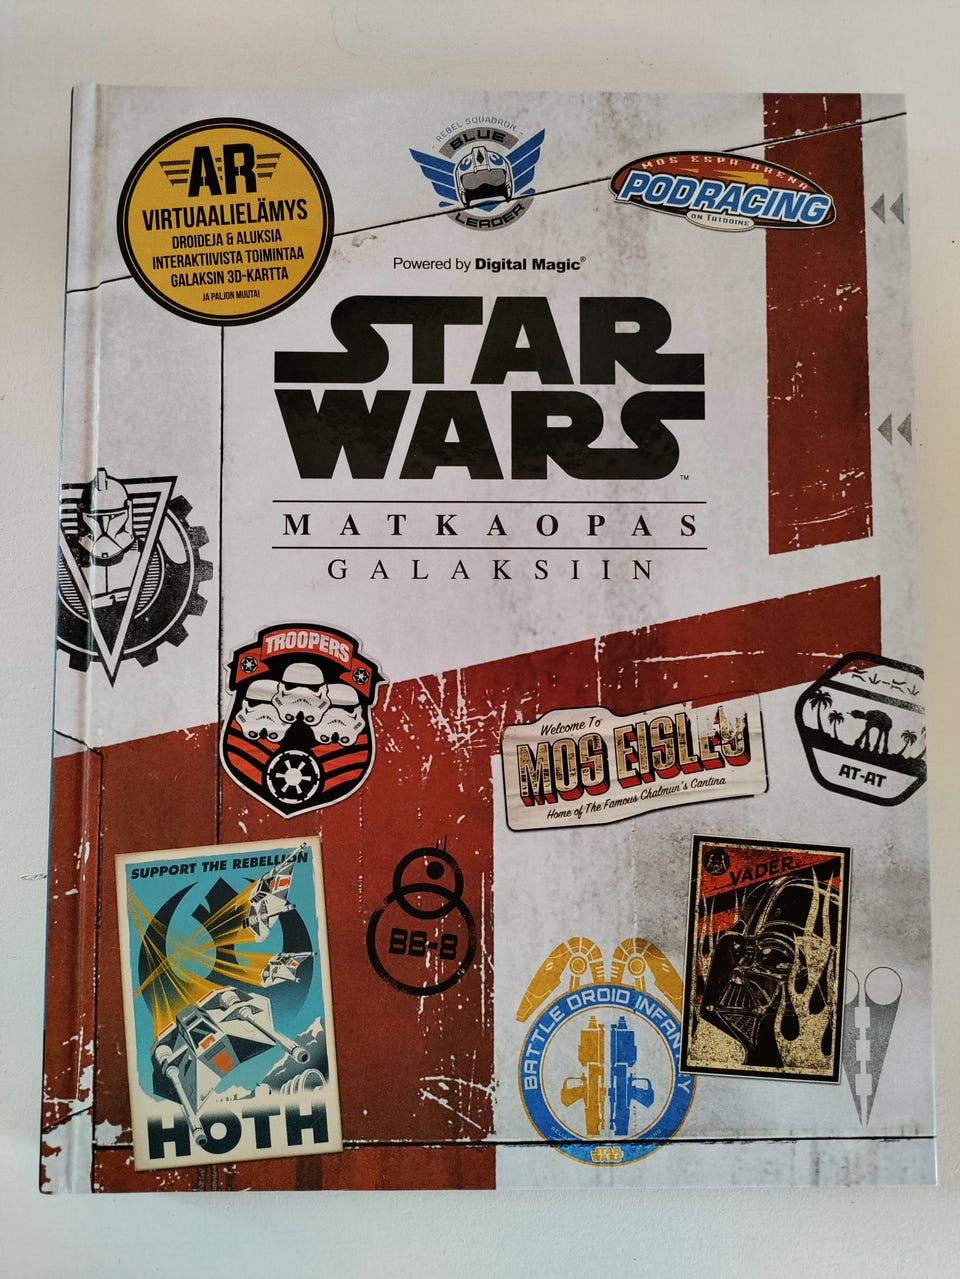 AR
VIRTUAALIELÄMYS
DROIDEJA & ALUKSIA
INTERAKTIIVISTA TOIMINTAA
GALAKSIN 3D-KARTTA
JA PALJON MUUTA!
REBEL SQUADRON
BLUE
LEADER
MOS ESPA ARENA
PODRACING
ON TATOOINE
Powered by Digital Magic®
STAR
WARS™
MATKAOPAS
GALAKSIIN
TROOPERS
Welcome To
MOS EISLEY
Home of The Famous Chalmun's Cantina
AT-AT
SUPPORT THE REBELLION
HOTH
BB-8
VADER
BATTLE DROID INFANTRY
STAR
WARS